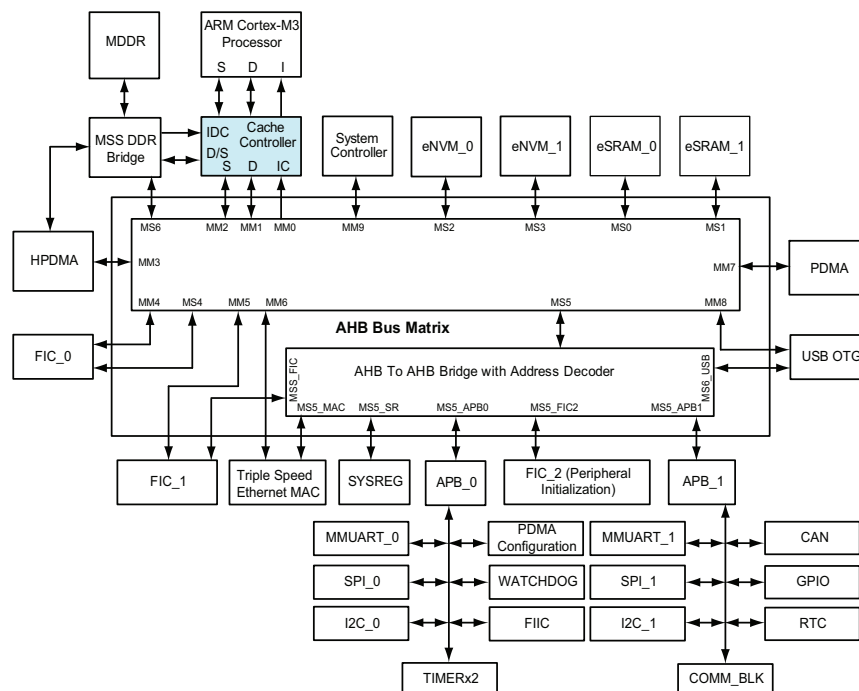 MDDR
ARM Cortex-M3
Processor
S D I
MSS DDR
Bridge
IDC Cache
Controller
D/S
S D IC
System
Controller
eNVM_0
eNVM_1
eSRAM_0
eSRAM_1
MS6 MM2 MM1 MM0 MM9 MS2 MS3 MS0 MS1
HPDMA
MM3
MM7
PDMA
MM4 MS4 MM5 MM6 MS5 MM8
AHB Bus Matrix
FIC_0
USB OTG
MSS_FIC
AHB To AHB Bridge with Address Decoder
MS6_USB
MS5_MAC MS5_SR MS5_APB0 MS5_FIC2 MS5_APB1
FIC_1
Triple Speed
Ethernet MAC
SYSREG
APB_0
FIC_2 (Peripheral
Initialization)
APB_1
MMUART_0
PDMA
Configuration
MMUART_1
CAN
SPI_0
WATCHDOG
SPI_1
GPIO
I2C_0
FIIC
I2C_1
RTC
TIMERx2
COMM_BLK